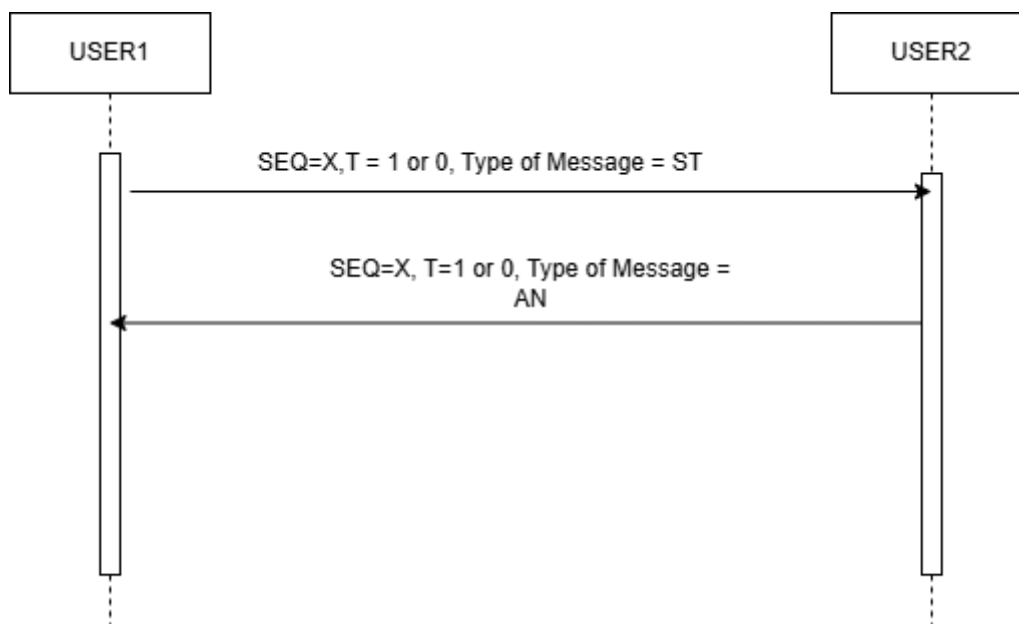 USER1
USER2
SEQ=X,T = 1 or 0, Type of Message = ST
SEQ=X, T=1 or 0, Type of Message =
AN